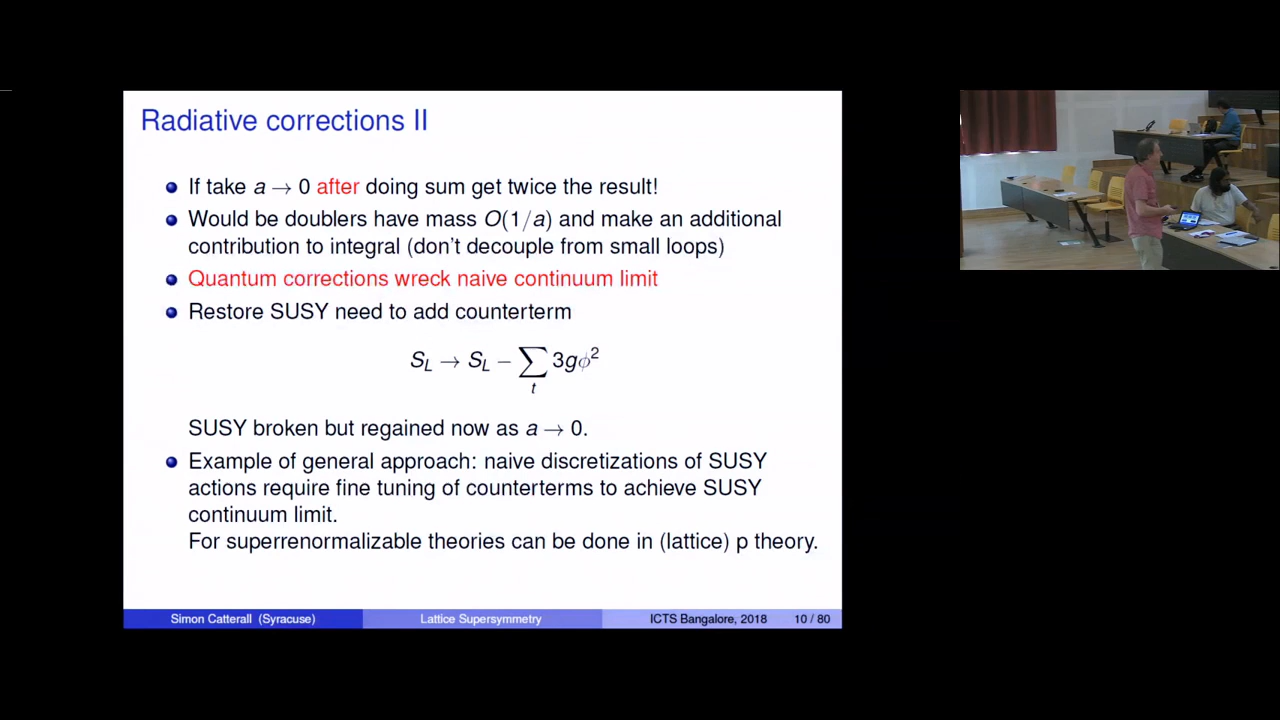 Radiative corrections II
If take a → 0 after doing sum get twice the result!
Would be doublers have mass O(1/a) and make an additional
contribution to integral (don't decouple from small loops)
Quantum corrections wreck naive continuum limit
Restore SUSY need to add counterterm
S_L → S_L − ∑_t 3gϕ²
SUSY broken but regained now as a → 0.
Example of general approach: naive discretizations of SUSY
actions require fine tuning of counterterms to achieve SUSY
continuum limit.
For superrenormalizable theories can be done in (lattice) p theory.
Simon Catterall (Syracuse) Lattice Supersymmetry ICTS Bangalore, 2018 10 / 80